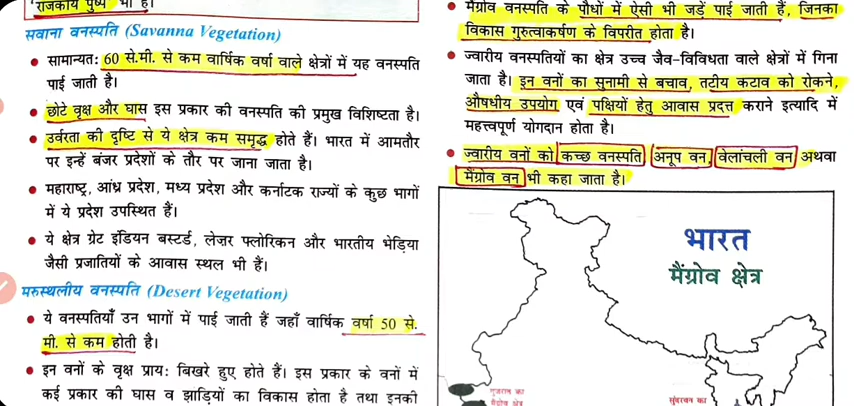 राजकीय पुष्प' भी है।
सवाना वनस्पति (Savanna Vegetation)
● सामान्यतः 60 से.मी. से कम वार्षिक वर्षा वाले क्षेत्रों में यह वनस्पति
पाई जाती है।
● छोटे वृक्ष और घास इस प्रकार की वनस्पति की प्रमुख विशिष्टता है।
● उर्वरता की दृष्टि से ये क्षेत्र कम समृद्ध होते हैं। भारत में आमतौर
पर इन्हें बंजर प्रदेशों के तौर पर जाना जाता है।
● महाराष्ट्र, आंध्र प्रदेश, मध्य प्रदेश और कर्नाटक राज्यों के कुछ भागों
में ये प्रदेश उपस्थित हैं।
● ये क्षेत्र ग्रेट इंडियन बस्टर्ड, लेज़र फ्लोरिकन और भारतीय भेड़िया
जैसी प्रजातियों के आवास स्थल भी हैं।
मरुस्थलीय वनस्पति (Desert Vegetation)
● ये वनस्पतियाँ उन भागों में पाई जाती हैं जहाँ वार्षिक वर्षा 50 से.
मी. से कम होती है।
● इन वनों के वृक्ष प्रायः बिखरे हुए होते हैं। इस प्रकार के वनों में
कई प्रकार की घास व झाड़ियों का विकास होता है तथा इनकी
● मैंग्रोव वनस्पति के पौधों में ऐसी भी जड़ें पाई जाती हैं, जिनका
विकास गुरुत्वाकर्षण के विपरीत होता है।
● ज्वारीय वनस्पतियों का क्षेत्र उच्च जैव-विविधता वाले क्षेत्रों में गिना
जाता है। इन वनों का सुनामी से बचाव, तटीय कटाव को रोकने,
औषधीय उपयोग एवं पक्षियों हेतु आवास प्रदत्त कराने इत्यादि में
महत्त्वपूर्ण योगदान होता है।
● ज्वारीय वनों को कच्छ वनस्पति, अनूप वन, वेलांचली वन अथवा
मैंग्रोव वन भी कहा जाता है।
भारत
मैंग्रोव क्षेत्र
गुजरात का
मैंग्रोव क्षेत्र
सुंदरवन का